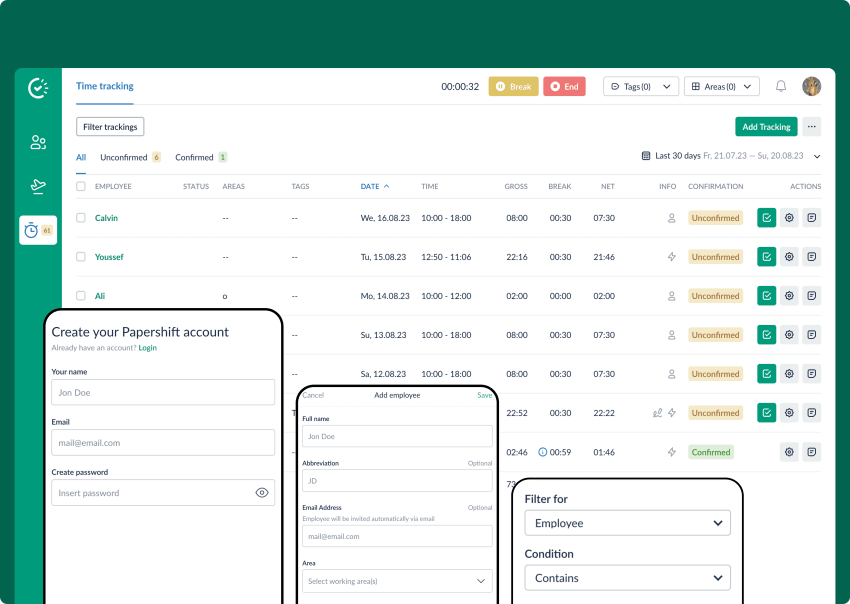 Time tracking
00:00:32
Break
End
Tags (0)
Areas (0)
Filter trackings
Add Tracking
All Unconfirmed 6 Confirmed 1
Last 30 days Fr, 21.07.23 — Su, 20.08.23
EMPLOYEE STATUS AREAS TAGS DATE TIME GROSS BREAK NET INFO CONFIRMATION ACTIONS
Calvin -- -- We, 16.08.23 10:00 - 18:00 08:00 00:30 07:30 Unconfirmed
61
Youssef -- -- Tu, 15.08.23 12:50 - 11:06 22:16 00:30 21:46 Unconfirmed
Ali o -- Mo, 14.08.23 10:00 - 12:00 02:00 00:00 02:00 Unconfirmed
-- Su, 13.08.23 10:00 - 18:00 08:00 00:30 07:30 Unconfirmed
-- Sa, 12.08.23 10:00 - 18:00 08:00 00:30 07:30 Unconfirmed
22:52 00:30 22:22 Unconfirmed
02:46 00:59 01:46 Confirmed
Create your Papershift account
Already have an account? Login
Your name
Jon Doe
Email
mail@email.com
Create password
Insert password
Cancel Add employee Save
Full name
Jon Doe
Abbreviation Optional
JD
Email Address Optional
Employee will be invited automatically via email
mail@email.com
Area
Select working area(s)
Filter for
Employee
Condition
Contains